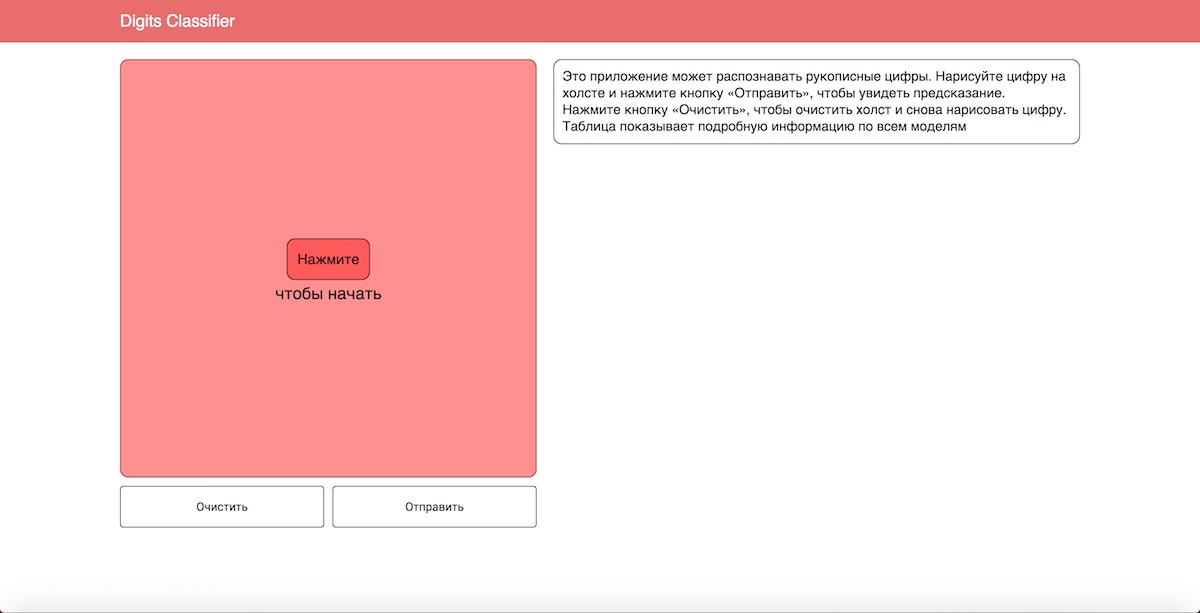 Digits Classifier
Нажмите
чтобы начать
Очистить
Отправить
Это приложение может распознавать рукописные цифры. Нарисуйте цифру на
холсте и нажмите кнопку «Отправить», чтобы увидеть предсказание.
Нажмите кнопку «Очистить», чтобы очистить холст и снова нарисовать цифру.
Таблица показывает подробную информацию по всем моделям